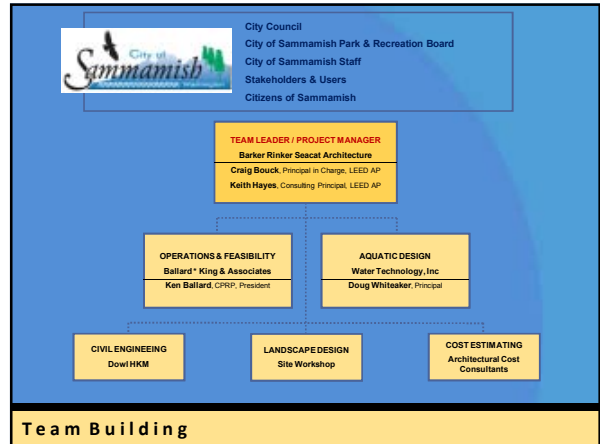 City of
Sammamish
Washington
City Council
City of Sammamish Park & Recreation Board
City of Sammamish Staff
Stakeholders & Users
Citizens of Sammamish
TEAM LEADER / PROJECT MANAGER
Barker Rinker Seacat Architecture
Craig Bouck, Principal in Charge, LEED AP
Keith Hayes, Consulting Principal, LEED AP
OPERATIONS & FEASIBILITY
Ballard * King & Associates
Ken Ballard, CPRP, President
AQUATIC DESIGN
Water Technology, Inc
Doug Whiteaker, Principal
CIVIL ENGINEEING
Dowl HKM
LANDSCAPE DESIGN
Site Workshop
COST ESTIMATING
Architectural Cost
Consultants
Team Building